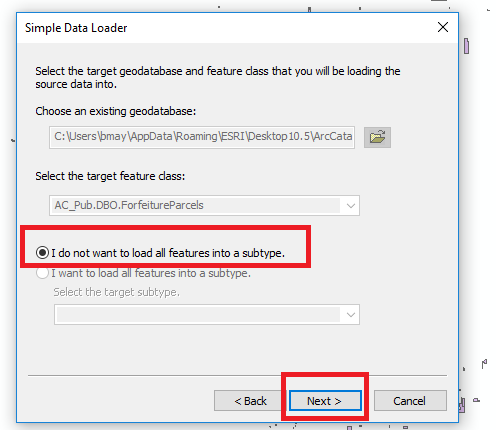 Simple Data Loader
Select the target geodatabase and feature class that you will be loading the
source data into.
Choose an existing geodatabase:
C:\Users\bmay\AppData\Roaming\ESRI\Desktop10.5\ArcCata
Select the target feature class:
AC_Pub.DBO.ForfeitureParcels
I do not want to load all features into a subtype.
I want to load all features into a subtype.
Select the target subtype.
< Back Next > Cancel